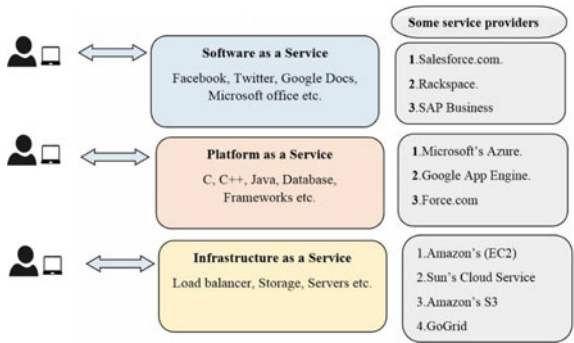 Some service providers
Software as a Service
Facebook, Twitter, Google Docs,
Microsoft office etc.
1.Salesforce.com.
2.Rackspace.
3.SAP Business
Platform as a Service
C, C++, Java, Database,
Frameworks etc.
1.Microsoft's Azure.
2.Google App Engine.
3.Force.com
Infrastructure as a Service
Load balancer, Storage, Servers etc.
1.Amazon's (EC2)
2.Sun's Cloud Service
3.Amazon's S3
4.GoGrid